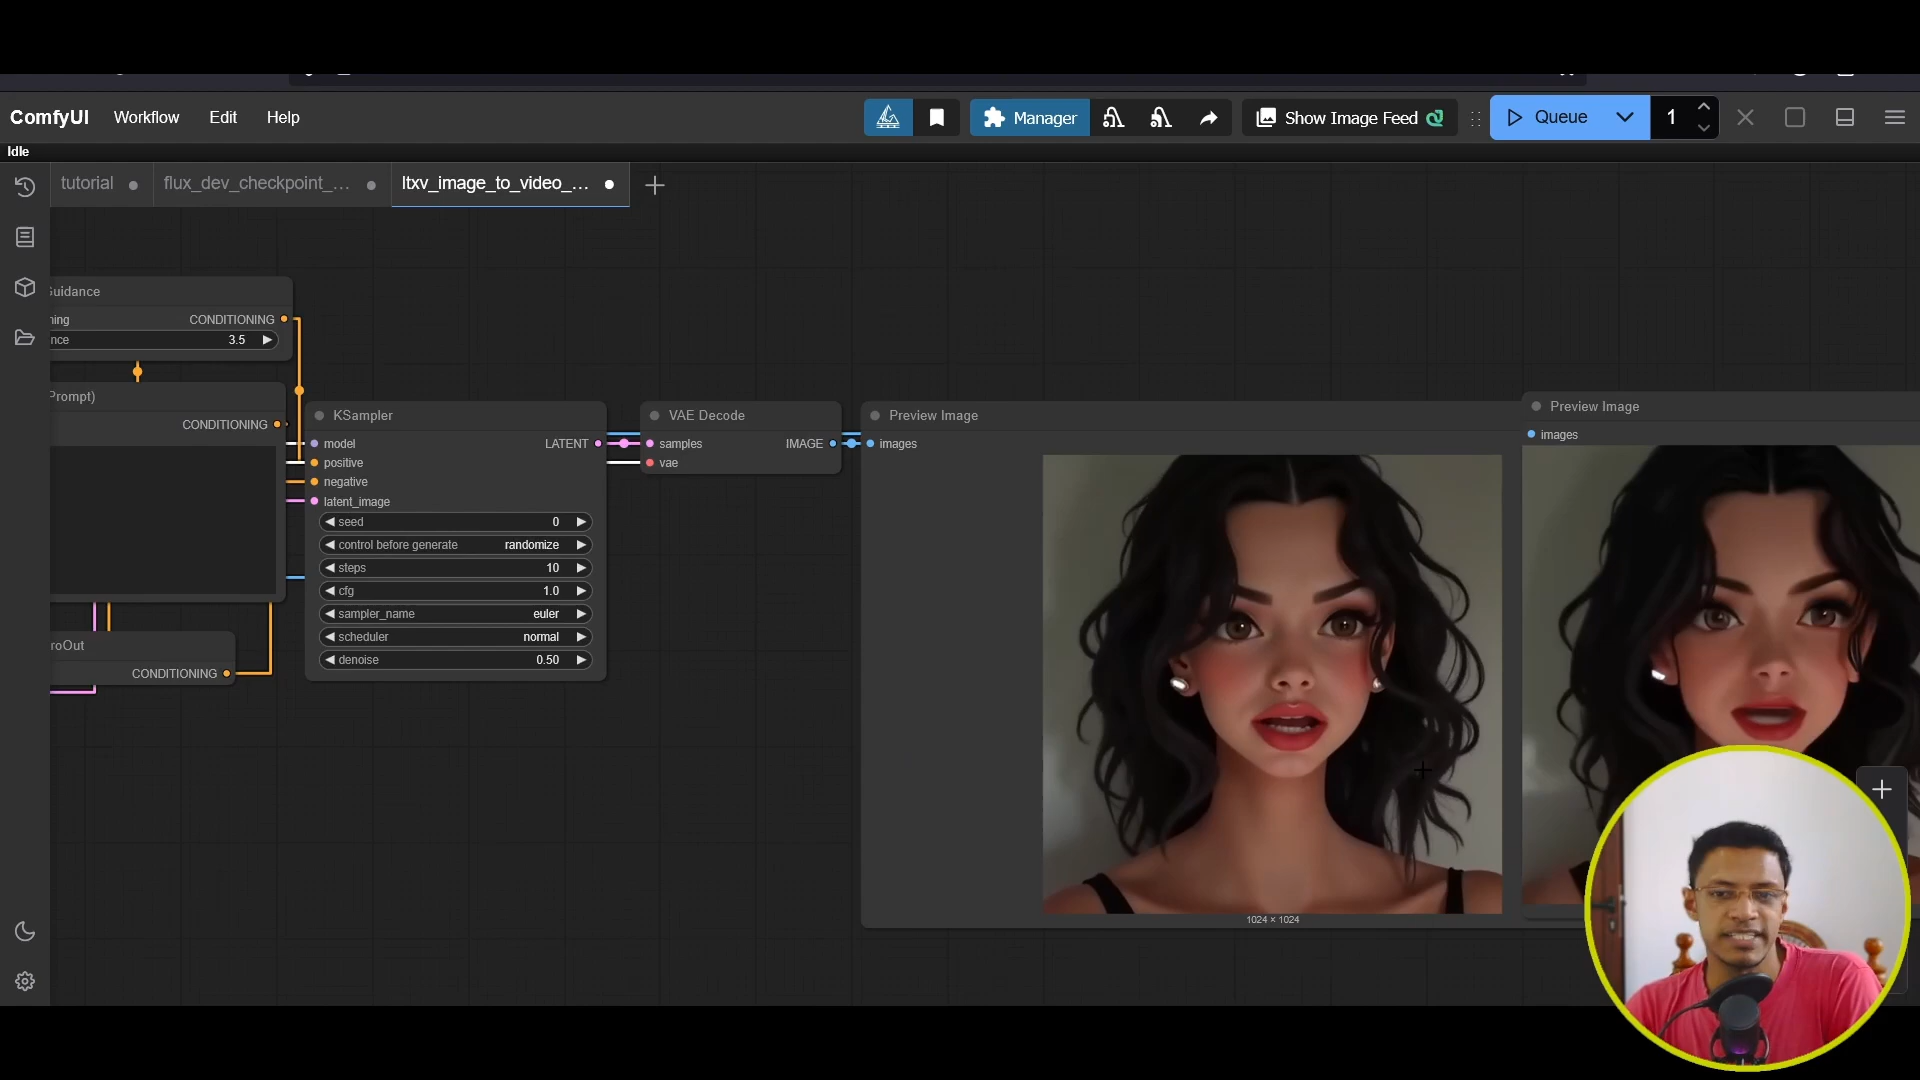 ComfyUI Workflow Edit Help Manager Show Image Feed Queue 1
Idle
tutorial flux_dev_checkpoint_... ltxv_image_to_video_...
Guidance
ning CONDITIONING
nce 3.5
Prompt)
CONDITIONING
roOut
CONDITIONING
KSampler
model LATENT
positive
negative
latent_image
seed 0
control before generate randomize
steps 10
cfg 1.0
sampler_name euler
scheduler normal
denoise 0.50
VAE Decode
samples IMAGE
vae
Preview Image
images
1024 × 1024
Preview Image
images